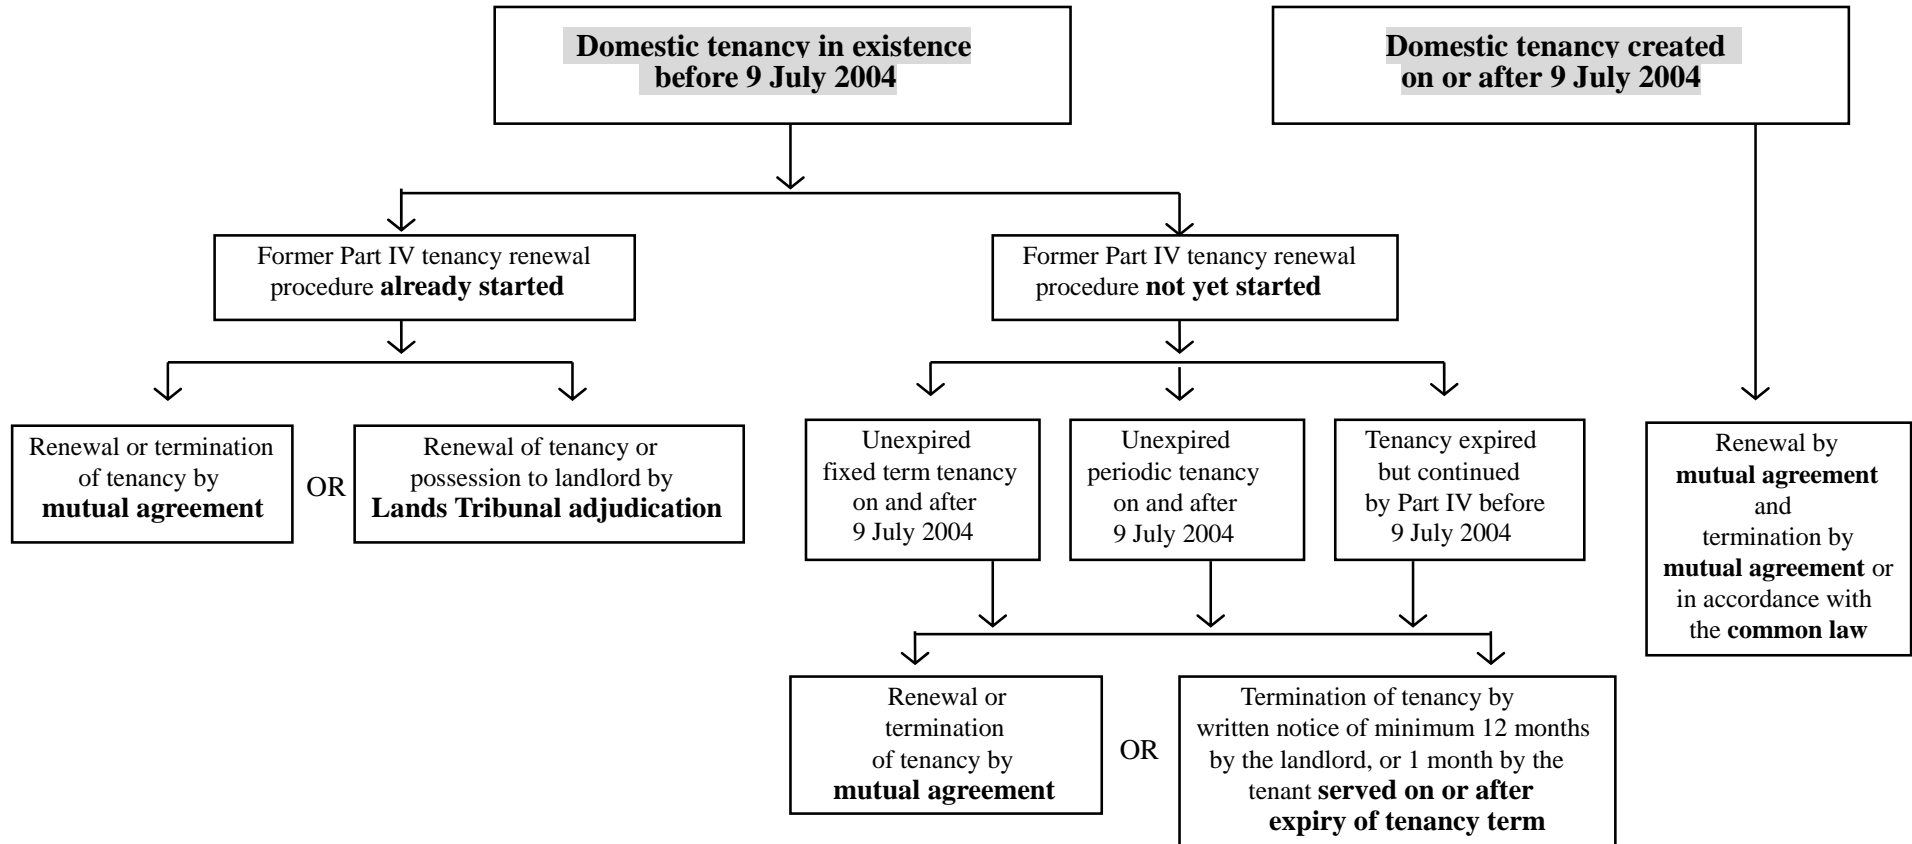 Domestic tenancy in existence
before 9 July 2004
Domestic tenancy created
on or after 9 July 2004
Former Part IV tenancy renewal
procedure already started
Former Part IV tenancy renewal
procedure not yet started
Renewal or termination
of tenancy by
mutual agreement
OR
Renewal of tenancy or
possession to landlord by
Lands Tribunal adjudication
Unexpired
fixed term tenancy
on and after
9 July 2004
Unexpired
periodic tenancy
on and after
9 July 2004
Tenancy expired
but continued
by Part IV before
9 July 2004
Renewal by
mutual agreement
and
termination by
mutual agreement or
in accordance with
the common law
Renewal or
termination
of tenancy by
mutual agreement
OR
Termination of tenancy by
written notice of minimum 12 months
by the landlord, or 1 month by the
tenant served on or after
expiry of tenancy term